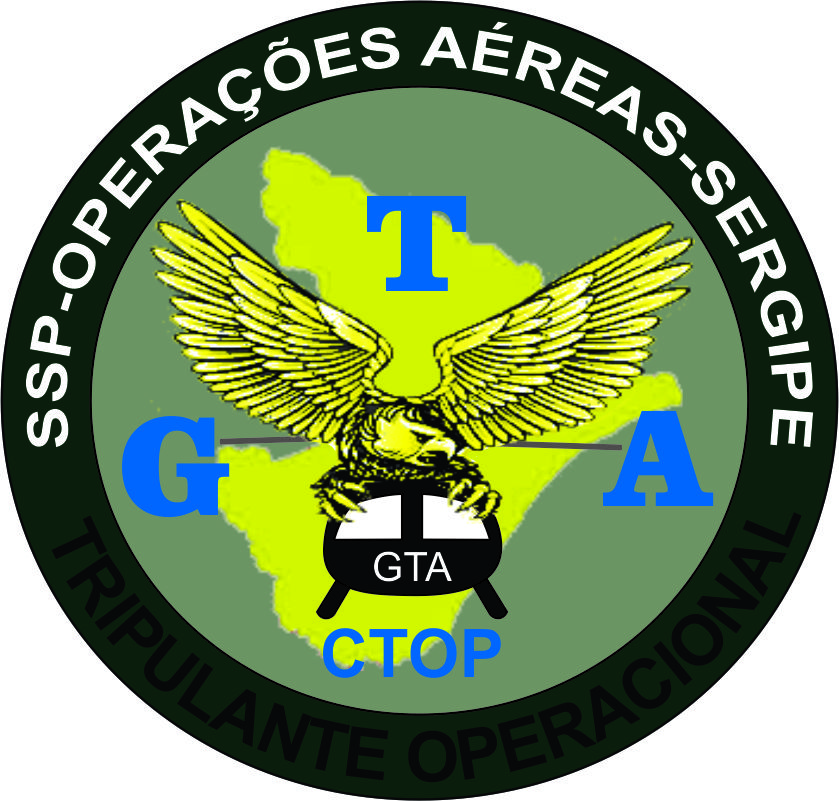 SSP-OPERAÇÕES AÉREAS-SERGIPE
T
G A
GTA
CTOP
TRIPULANTE OPERACIONAL